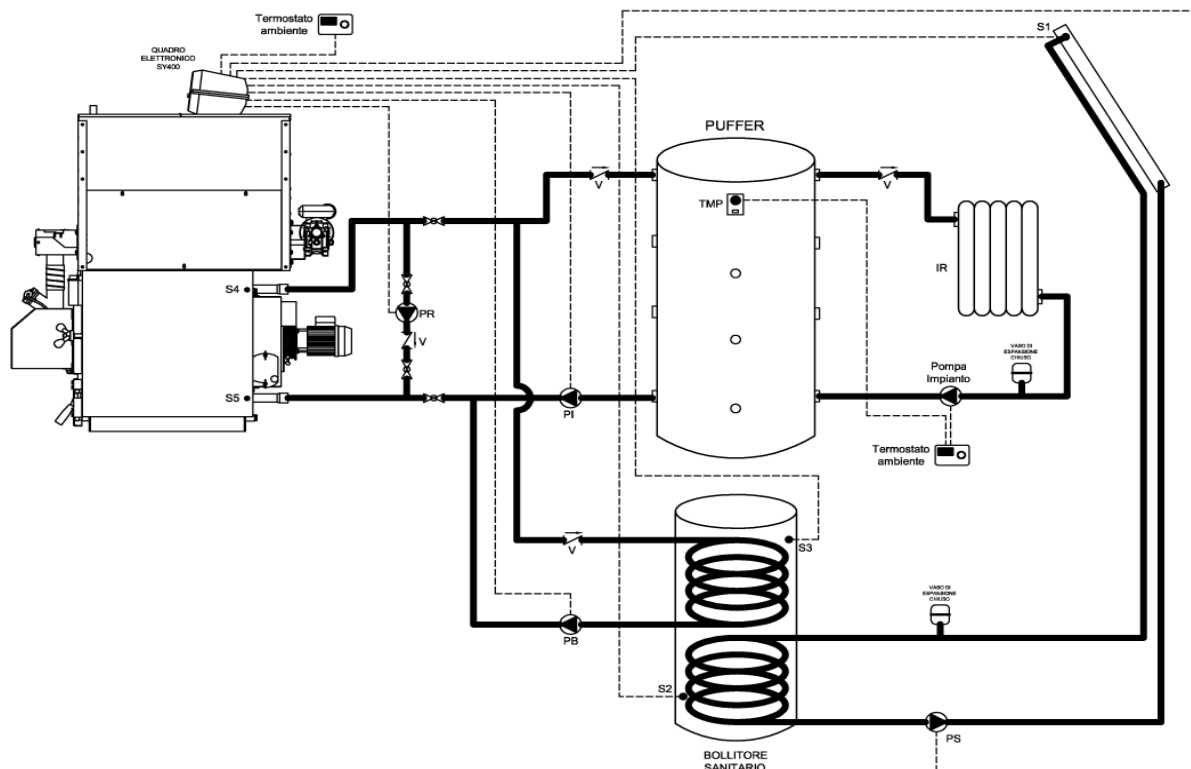 Termostato
ambiente
QUADRO
ELETTRONICO
SY400
S1
PUFFER
V
V
TMP
IR
S4
PR
V
VASO DI
ESPANSIONE
CHIUSO
Pompa
Impianto
S5
PI
Termostato
ambiente
V
S3
VASO DI
ESPANSIONE
CHIUSO
PB
S2
PS
BOLLITORE
SANITARIO